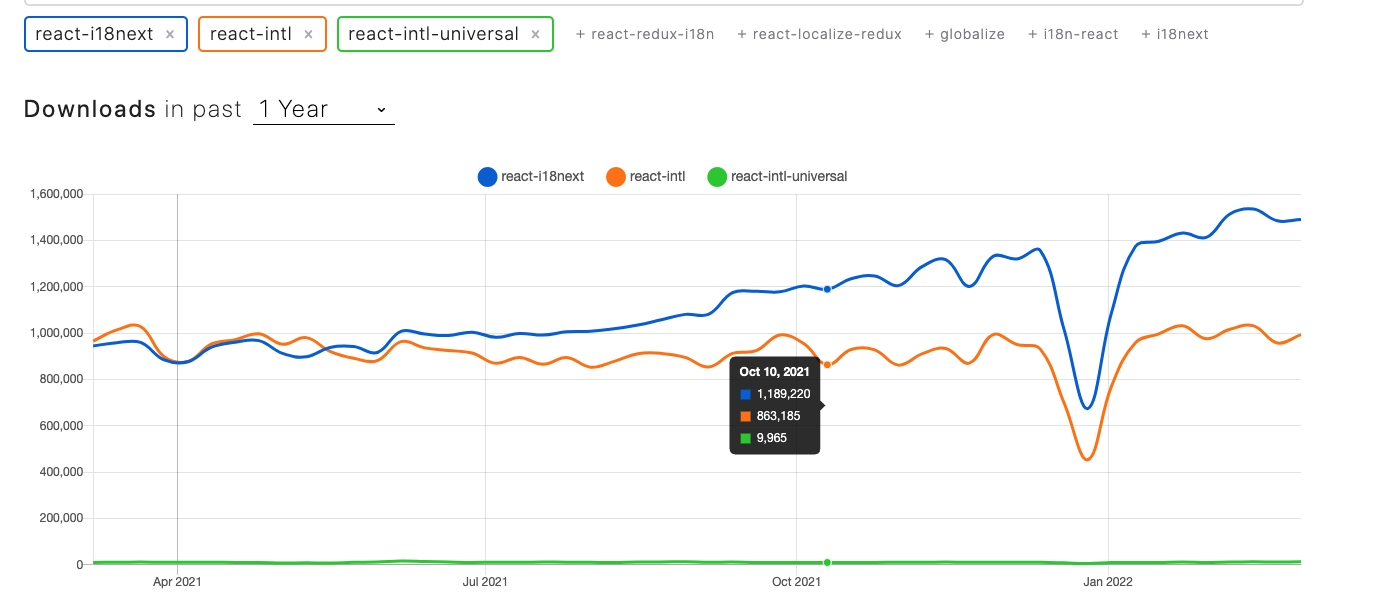 react-i18next × react-intl × react-intl-universal × + react-redux-i18n + react-localize-redux + globalize + i18n-react + i18next
Downloads in past 1 Year
react-i18next react-intl react-intl-universal
1,600,000
1,400,000
1,200,000
1,000,000
800,000
600,000
400,000
200,000
0
Oct 10, 2021
1,189,220
863,185
9,965
Apr 2021 Jul 2021 Oct 2021 Jan 2022